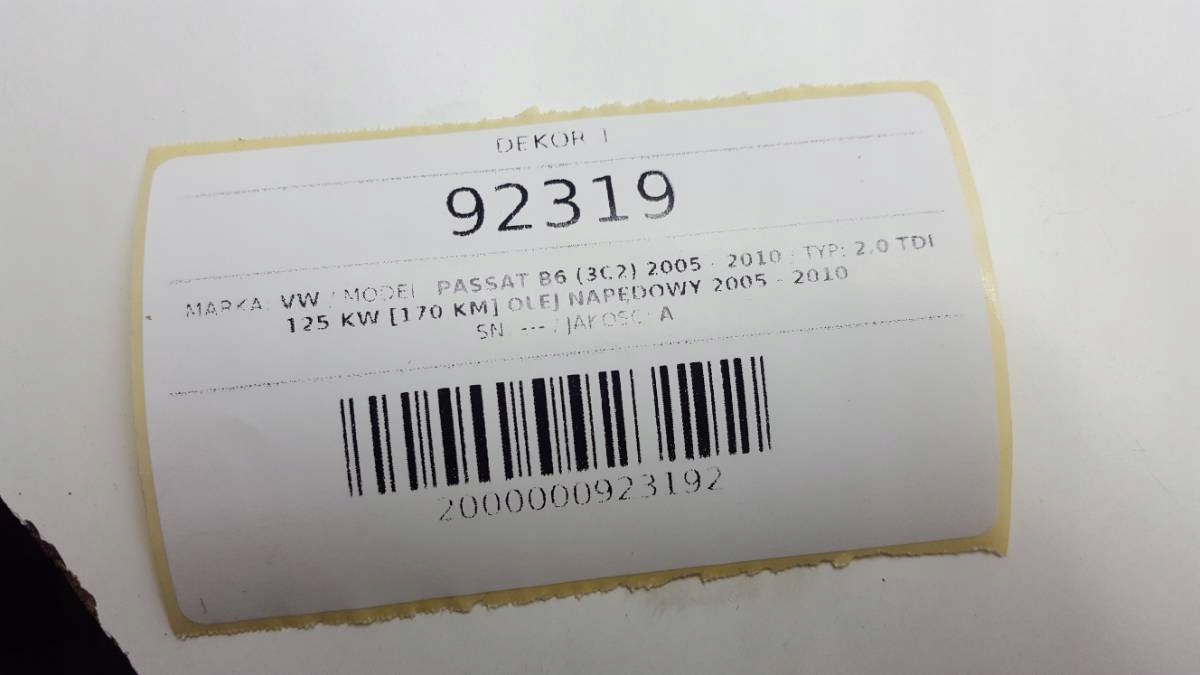 DEKOR I
92319
MARKA: VW / MODEL: PASSAT B6 (3C2) 2005 - 2010 / TYP: 2.0 TDI
125 KW [170 KM] OLEJ NAPĘDOWY 2005 - 2010
SN: --- / JAKOŚĆ: A
2000000923192